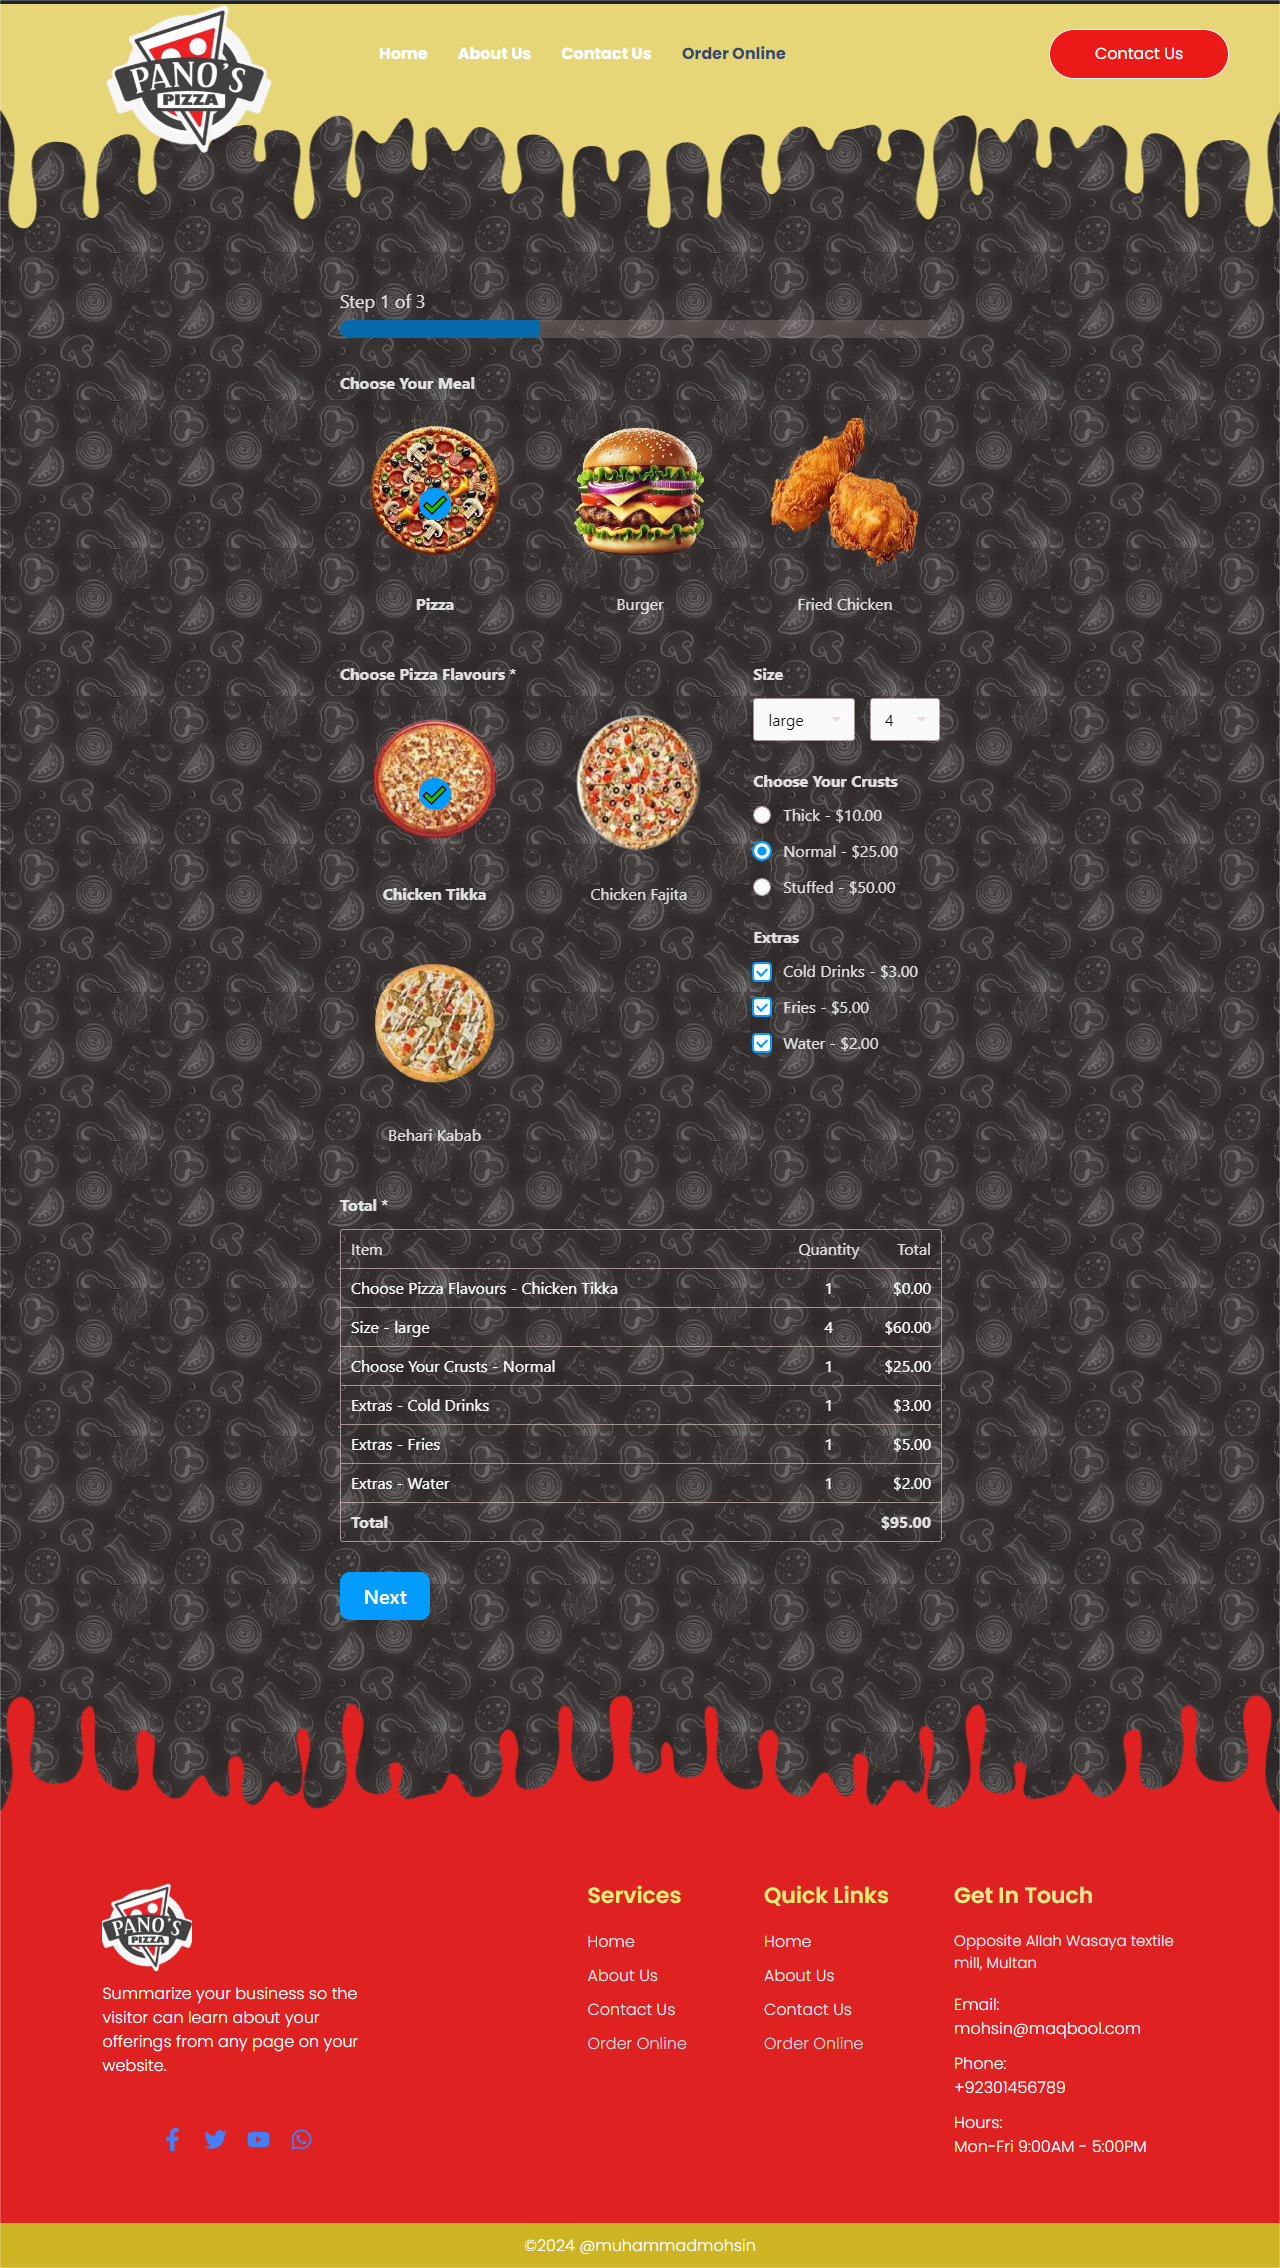 PANO'S
PIZZA
Home
About Us
Contact Us
Order Online
Contact Us
Step 1 of 3
Choose Your Meal
Pizza
Burger
Fried Chicken
Choose Pizza Flavours *
Chicken Tikka
Chicken Fajita
Behari Kabab
Size
large
4
Choose Your Crusts
Thick - $10.00
Normal - $25.00
Stuffed - $50.00
Extras
Cold Drinks - $3.00
Fries - $5.00
Water - $2.00
Total *
Item Quantity Total
Choose Pizza Flavours - Chicken Tikka 1 $0.00
Size - large 4 $60.00
Choose Your Crusts - Normal 1 $25.00
Extras - Cold Drinks 1 $3.00
Extras - Fries 1 $5.00
Extras - Water 1 $2.00
Total $95.00
Next
PANO'S
PIZZA
Summarize your business so the
visitor can learn about your
offerings from any page on your
website.
Services
Home
About Us
Contact Us
Order Online
Quick Links
Home
About Us
Contact Us
Order Online
Get In Touch
Opposite Allah Wasaya textile
mill, Multan
Email:
mohsin@maqbool.com
Phone:
+92301456789
Hours:
Mon-Fri 9:00AM - 5:00PM
©2024 @muhammadmohsin